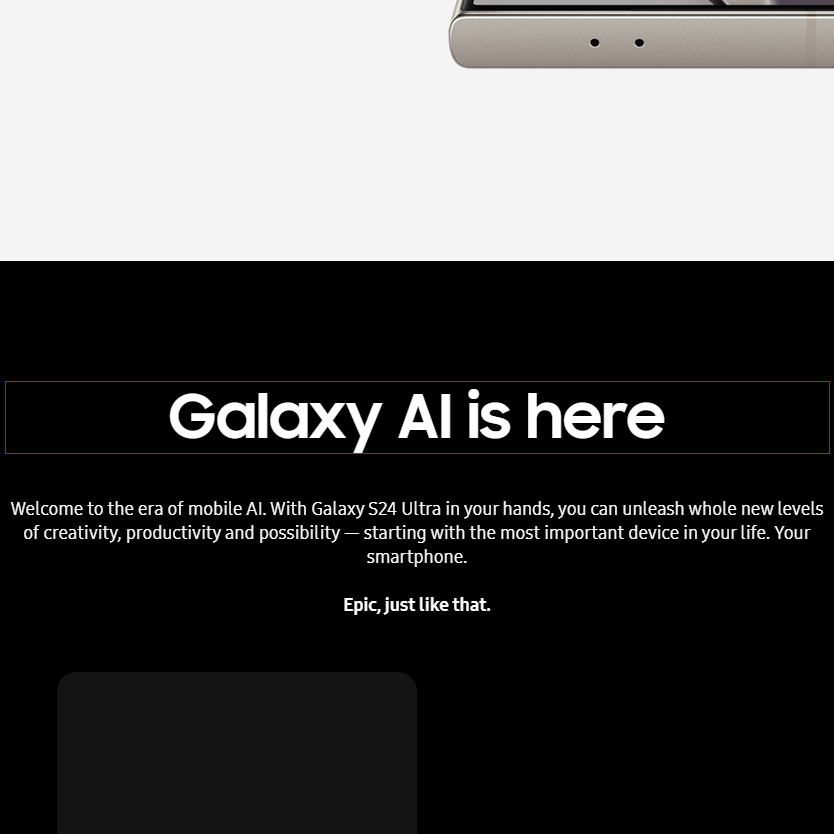 Galaxy AI is here
Welcome to the era of mobile AI. With Galaxy S24 Ultra in your hands, you can unleash whole new levels
of creativity, productivity and possibility — starting with the most important device in your life. Your
smartphone.
Epic, just like that.